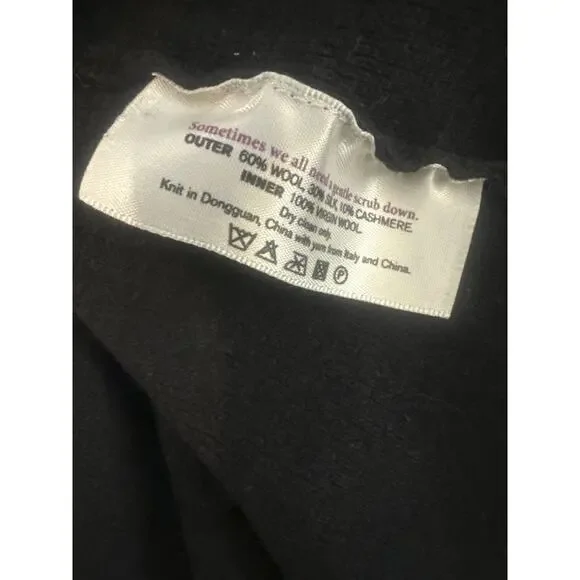 sometimes we all need a gentle scrub down.
OUTER 60% WOOL, 30% SILK, 10% CASHMERE.
INNER 100% VIRGIN WOOL.
Dry clean only.
Knit in Dongguan, China with yarn from Italy and China.
P